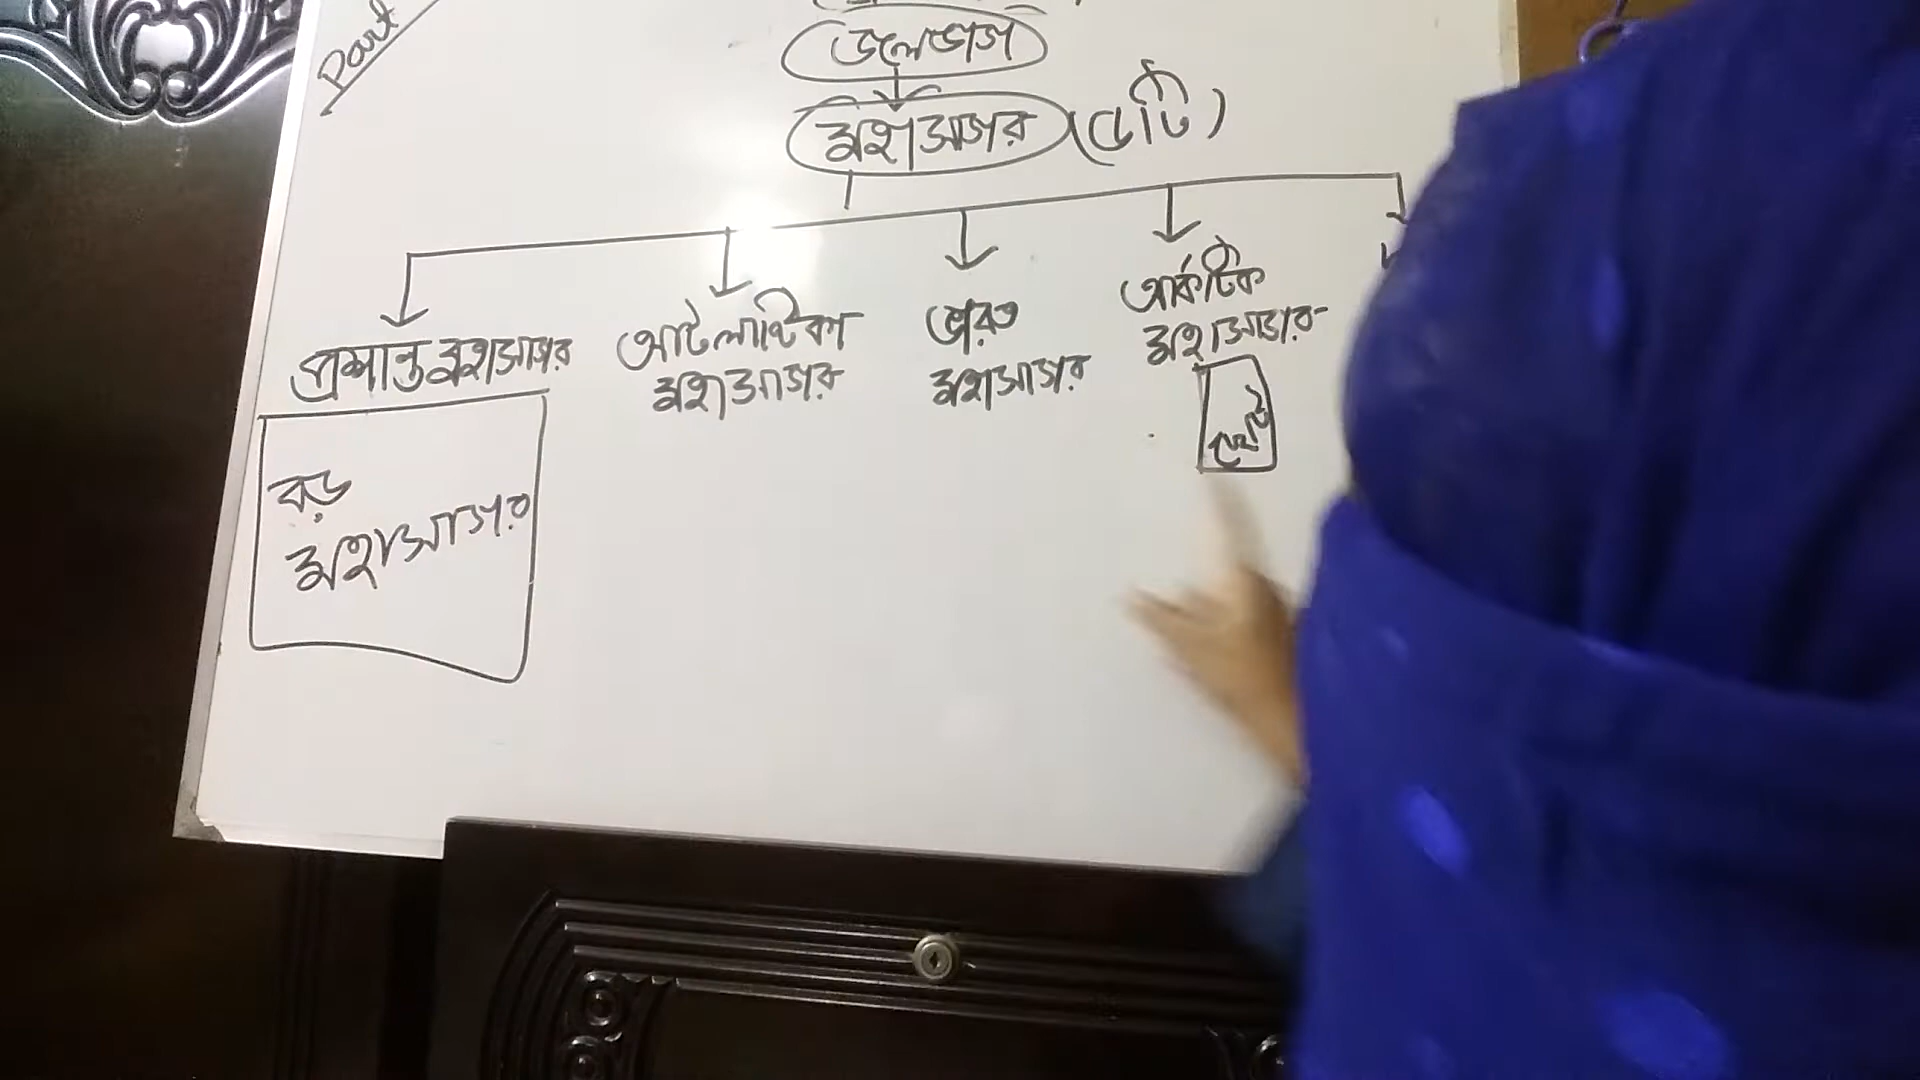 Part
জলভাগ
মহাসাগর (৫টি)
প্রশান্ত মহাসাগর
আটলান্টিকা
মহাসাগর
ভারত
মহাসাগর
আর্কটিক
মহাসাগর
বড়
মহাসাগর
ছোট